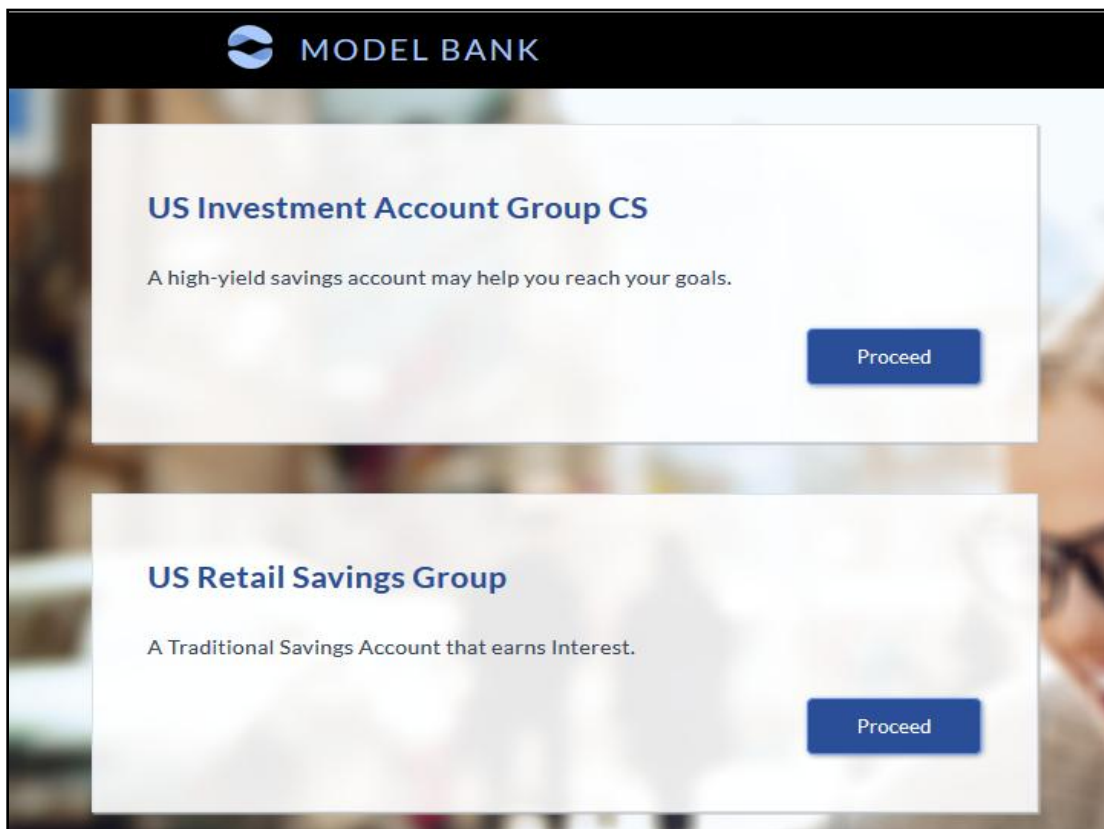 MODEL BANK
US Investment Account Group CS
A high-yield savings account may help you reach your goals.
Proceed
US Retail Savings Group
A Traditional Savings Account that earns Interest.
Proceed